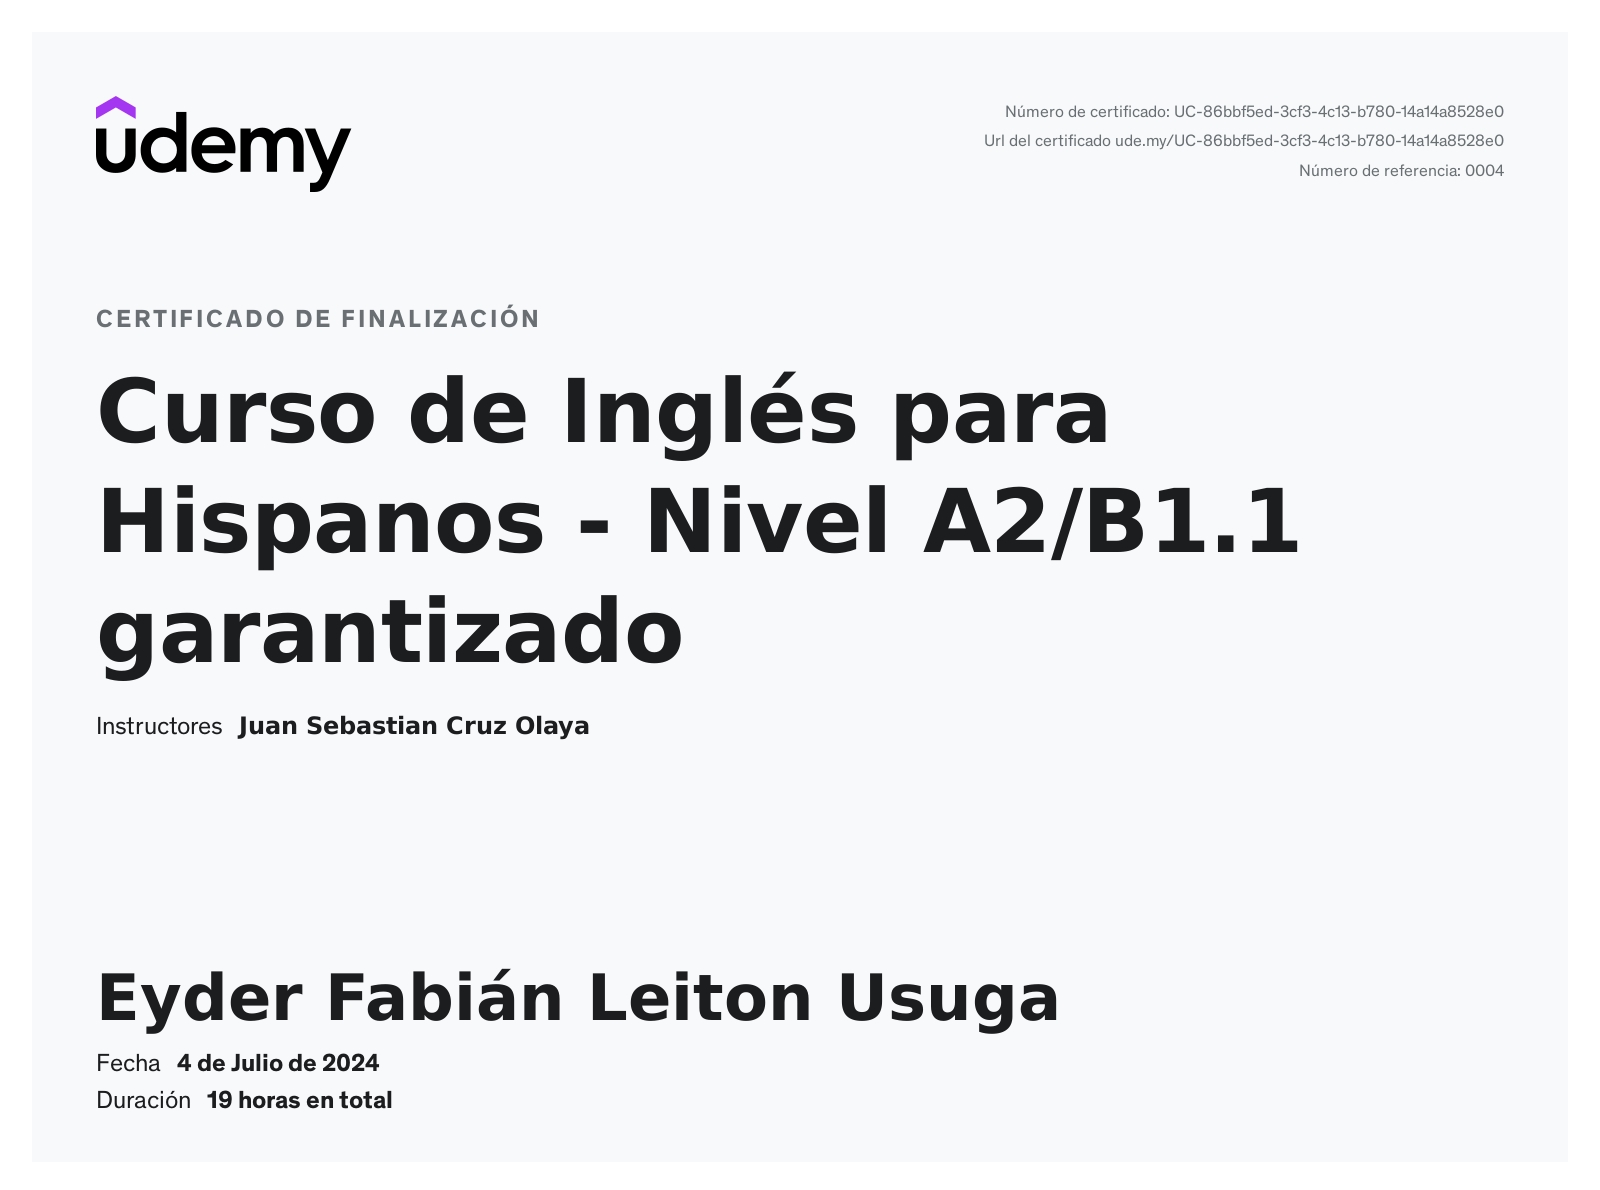 udemy
Número de certificado: UC-86bbf5ed-3cf3-4c13-b780-14a14a8528e0
Url del certificado ude.my/UC-86bbf5ed-3cf3-4c13-b780-14a14a8528e0
Número de referencia: 0004
CERTIFICADO DE FINALIZACIÓN
Curso de Inglés para
Hispanos - Nivel A2/B1.1
garantizado
Instructores Juan Sebastian Cruz Olaya
Eyder Fabián Leiton Usuga
Fecha 4 de Julio de 2024
Duración 19 horas en total